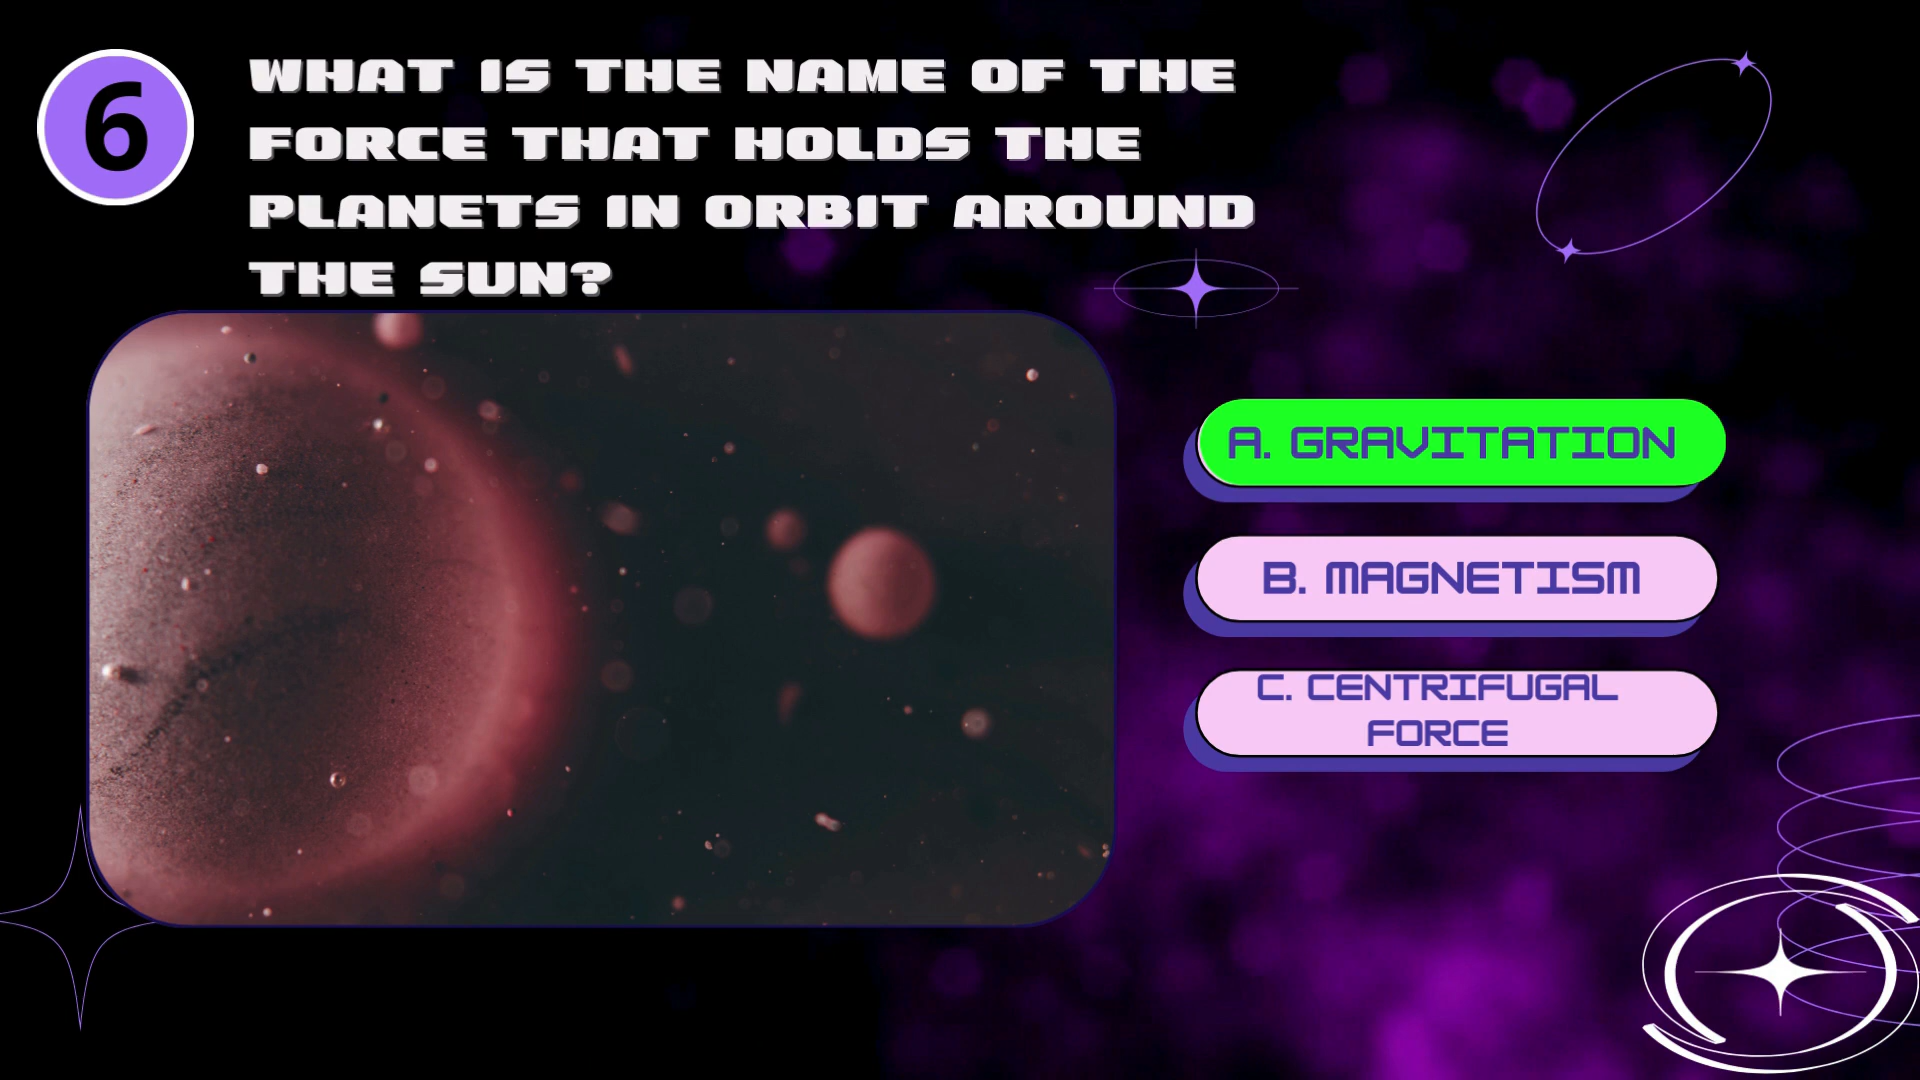 6
WHAT IS THE NAME OF THE
FORCE THAT HOLDS THE
PLANETS IN ORBIT AROUND
THE SUN?
A. GRAVITATION
B. MAGNETISM
C. CENTRIFUGAL
FORCE